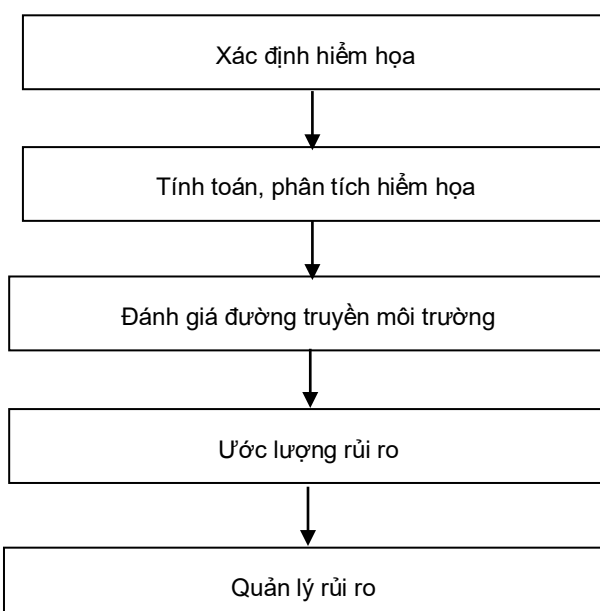 Xác định hiểm họa
Tính toán, phân tích hiểm họa
Đánh giá đường truyền môi trường
Ước lượng rủi ro
Quản lý rủi ro